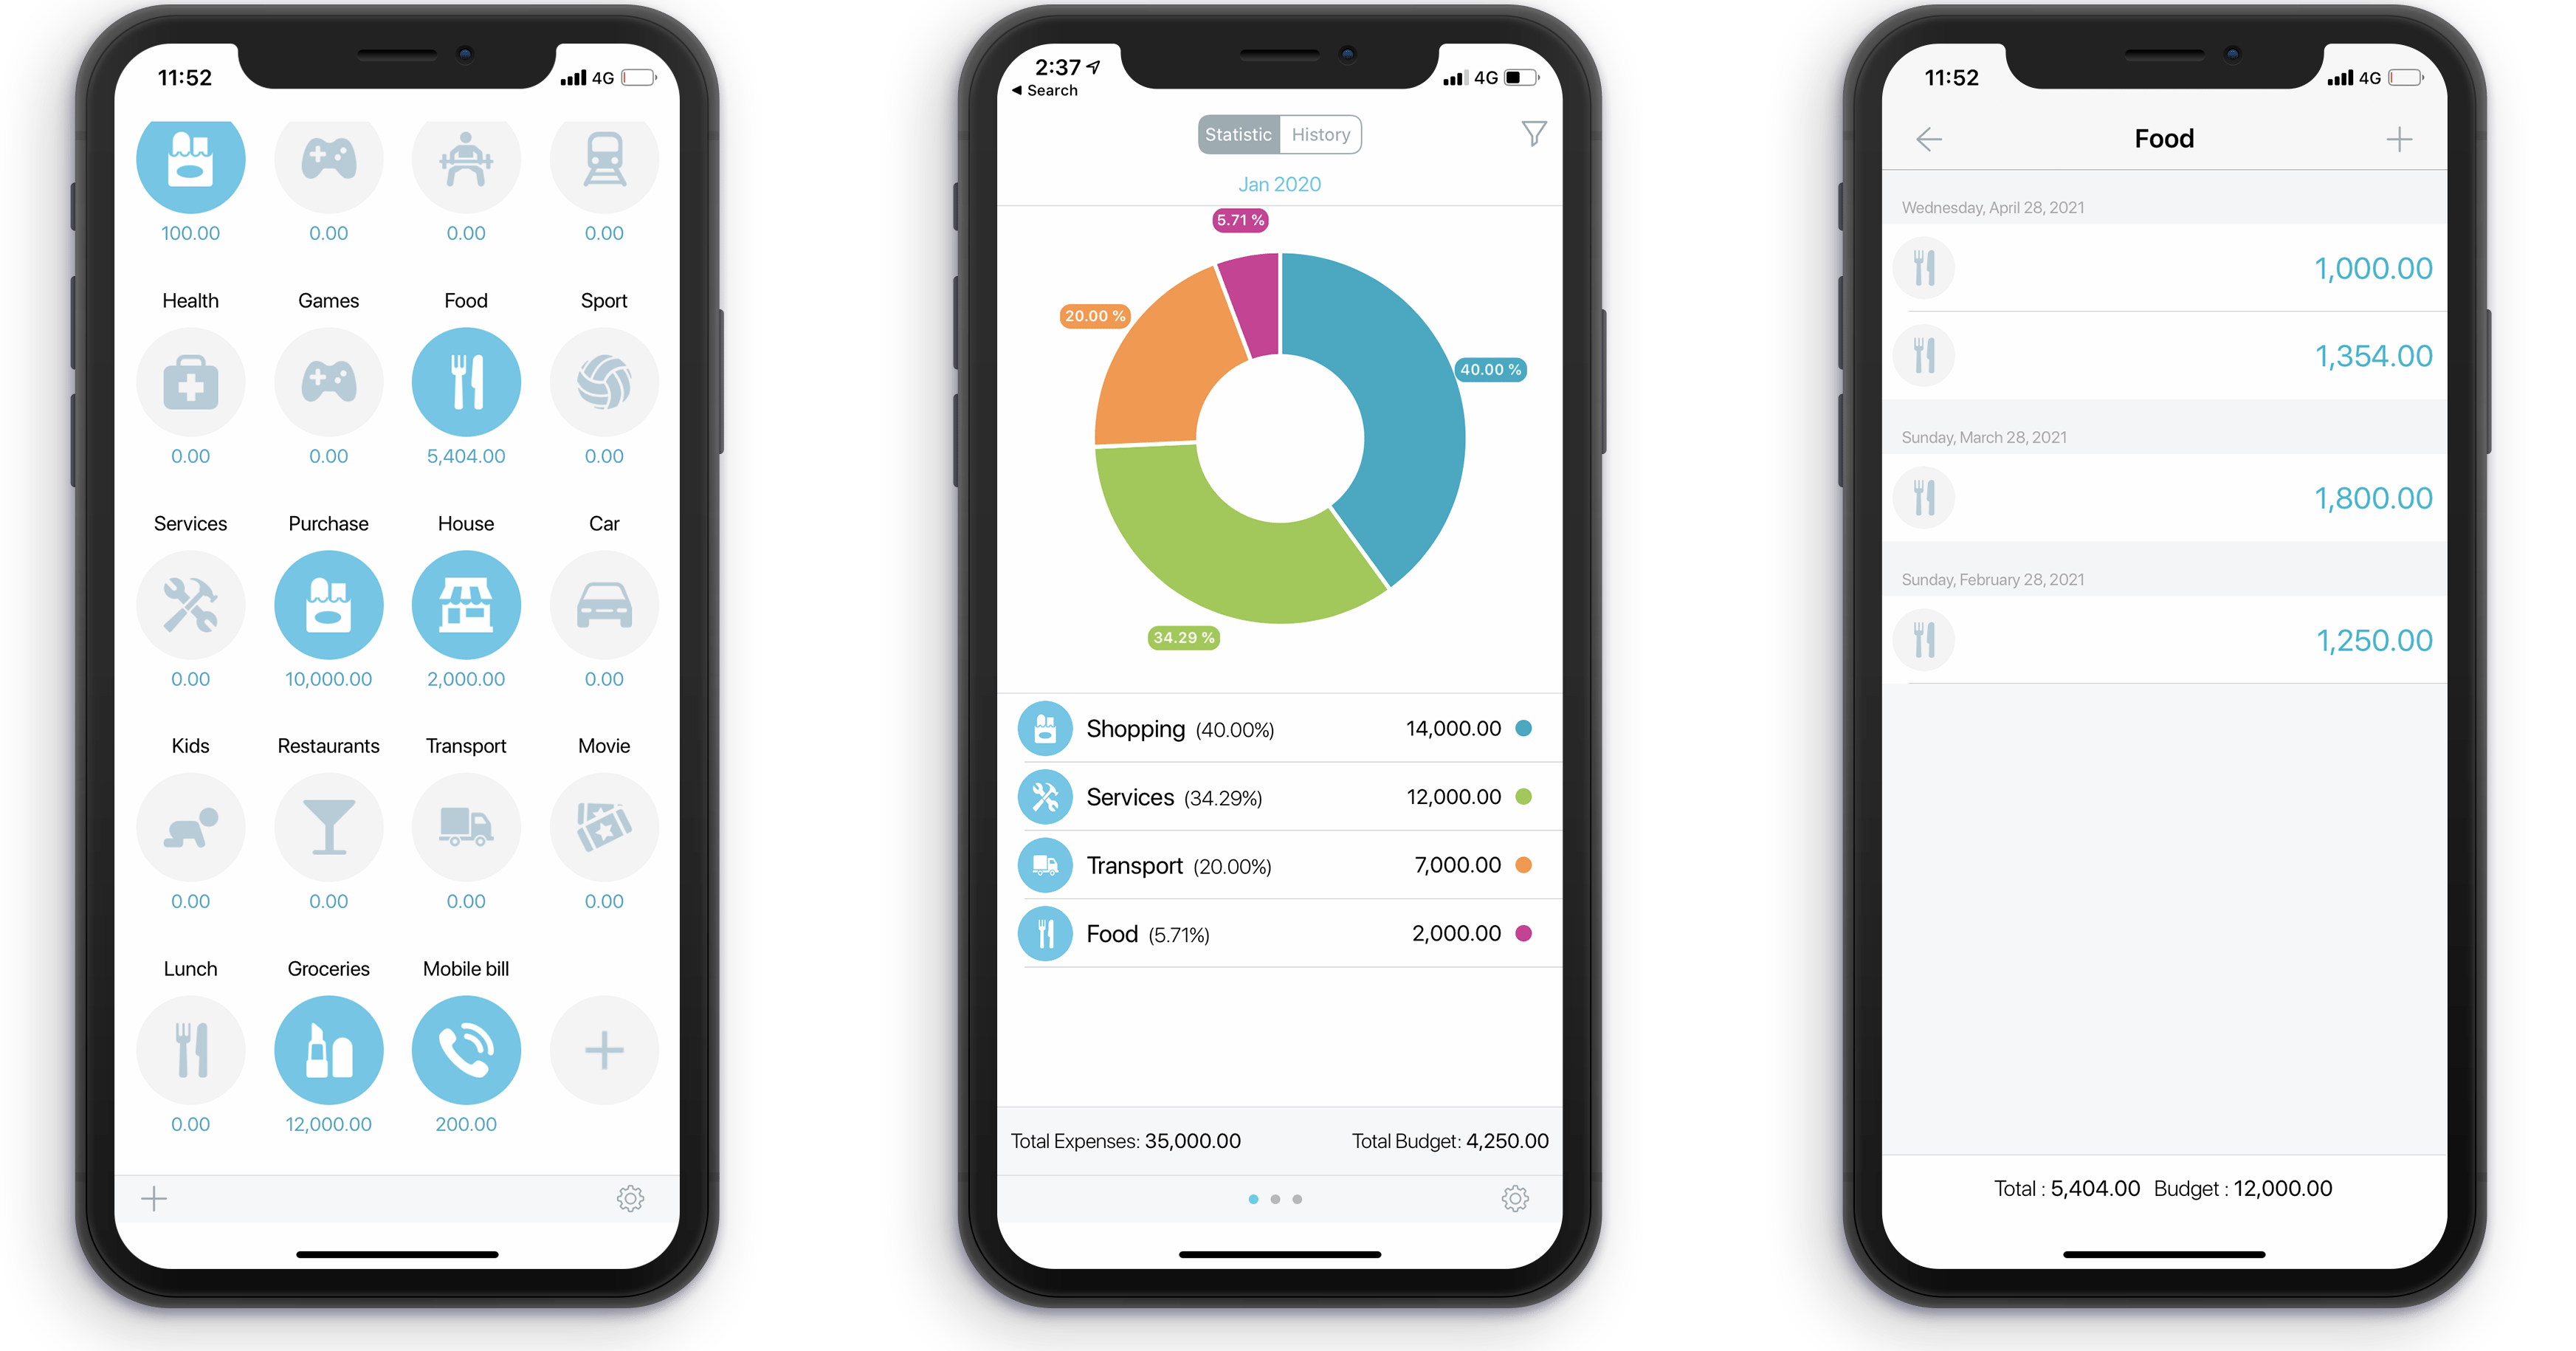 11:52
4G
100.00 0.00 0.00 0.00
Health Games Food Sport
0.00 0.00 5,404.00 0.00
Services Purchase House Car
0.00 10,000.00 2,000.00 0.00
Kids Restaurants Transport Movie
0.00 0.00 0.00 0.00
Lunch Groceries Mobile bill
0.00 12,000.00 200.00
2:37
4G
Search
Statistic History
Jan 2020
5.71 %
20.00 %
40.00 %
34.29 %
Shopping (40.00%) 14,000.00
Services (34.29%) 12,000.00
Transport (20.00%) 7,000.00
Food (5.71%) 2,000.00
Total Expenses: 35,000.00 Total Budget: 4,250.00
11:52
4G
Food
Wednesday, April 28, 2021
1,000.00
1,354.00
Sunday, March 28, 2021
1,800.00
Sunday, February 28, 2021
1,250.00
Total : 5,404.00 Budget : 12,000.00